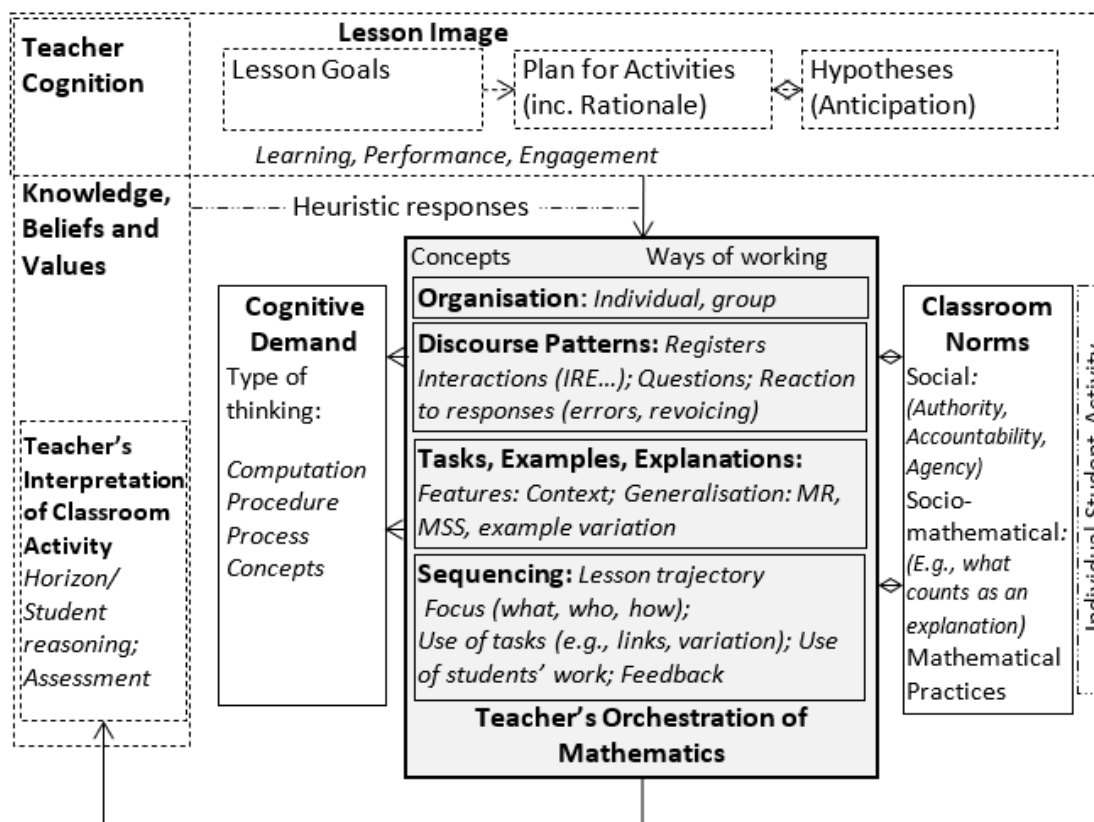 Teacher
Cognition
Lesson Image
Lesson Goals
Plan for Activities
(inc. Rationale)
Hypotheses
(Anticipation)
Learning, Performance, Engagement
Knowledge,
Beliefs and
Values
Heuristic responses
Teacher's
Interpretation
of Classroom
Activity
Horizon/
Student
reasoning;
Assessment
Cognitive
Demand
Type of
thinking:
Computation
Procedure
Process
Concepts
Concepts
Ways of working
Organisation: Individual, group
Discourse Patterns: Registers
Interactions (IRE...); Questions; Reaction
to responses (errors, revoicing)
Tasks, Examples, Explanations:
Features: Context; Generalisation: MR,
MSS, example variation
Sequencing: Lesson trajectory
Focus (what, who, how);
Use of tasks (e.g., links, variation); Use
of students' work; Feedback
Teacher's Orchestration of
Mathematics
Classroom
Norms
Social:
(Authority,
Accountability,
Agency)
Socio-
mathematical:
(E.g., what
counts as an
explanation)
Mathematical
Practices
Individual Student Activity